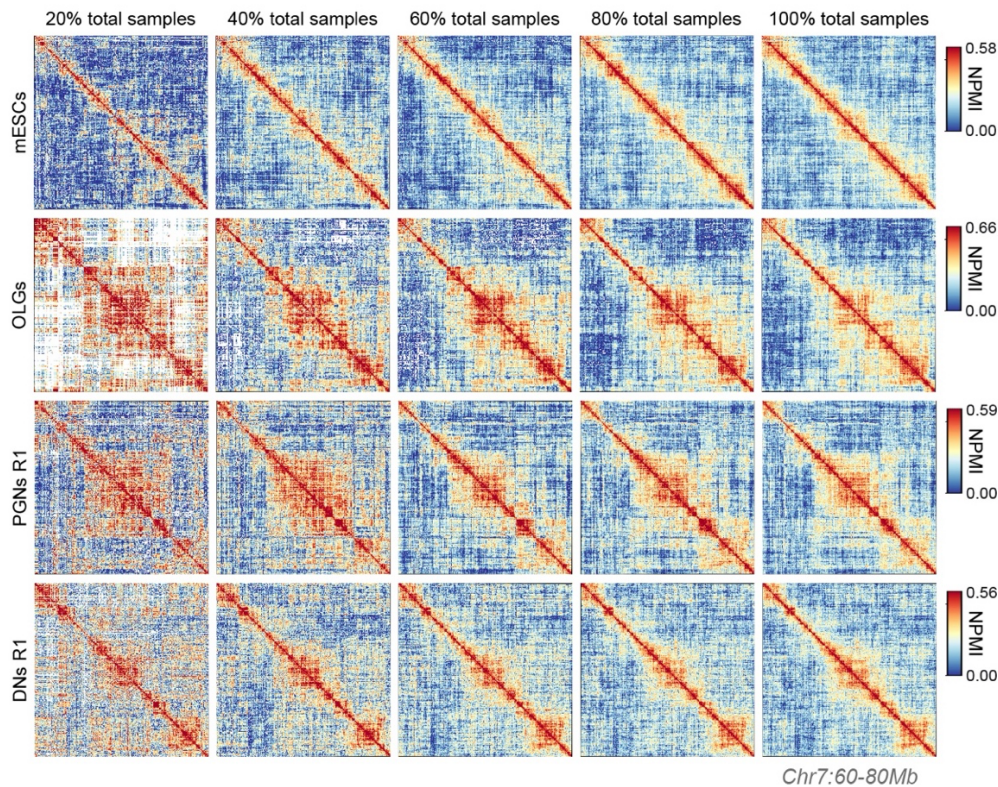 20% total samples 40% total samples 60% total samples 80% total samples 100% total samples
mESCs
0.58
NPMI
0.00
OLGs
0.66
NPMI
0.00
PGNs R1
0.59
NPMI
0.00
DNs R1
0.56
NPMI
0.00
Chr7:60-80Mb